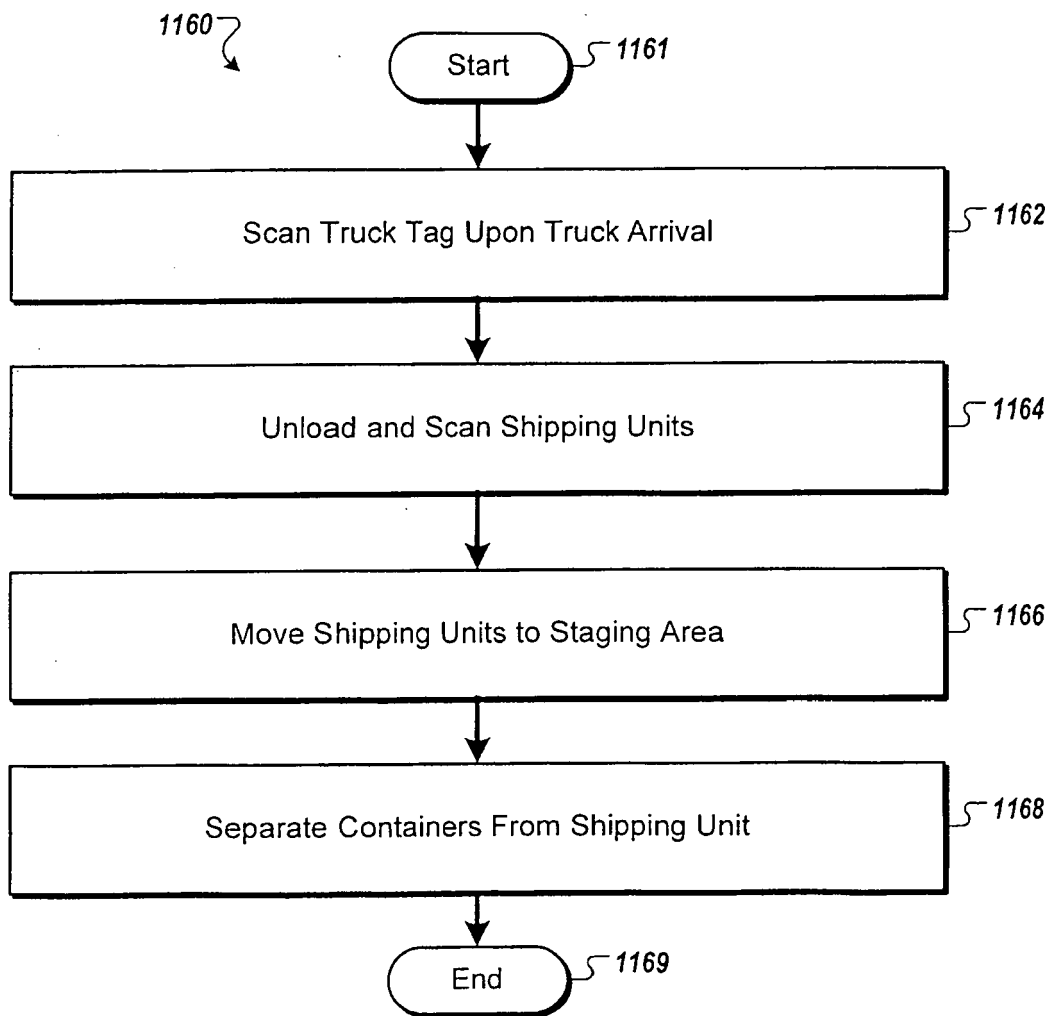 1160
Start
1161
Scan Truck Tag Upon Truck Arrival
1162
Unload and Scan Shipping Units
1164
Move Shipping Units to Staging Area
1166
Separate Containers From Shipping Unit
1168
End
1169